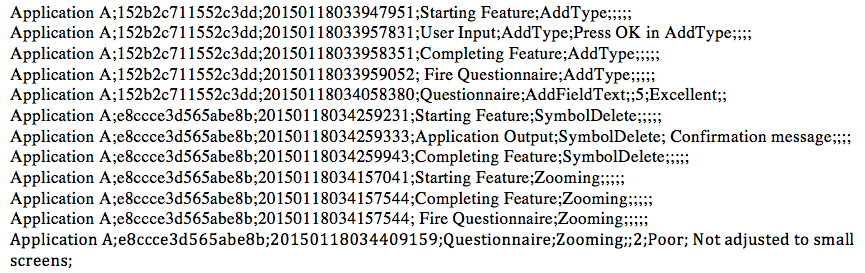 Application A;152b2c711552c3dd;20150118033947951;Starting Feature;AddType;;;;;
Application A;152b2c711552c3dd;20150118033957831;User Input;AddType;Press OK in AddType;;;;
Application A;152b2c711552c3dd;20150118033958351;Completing Feature;AddType;;;;;
Application A;152b2c711552c3dd;20150118033959052; Fire Questionnaire;AddType;;;;;
Application A;152b2c711552c3dd;20150118034058380;Questionnaire;AddFieldText;;5;Excellent;;
Application A;e8ccce3d565abe8b;20150118034259231;Starting Feature;SymbolDelete;;;;;
Application A;e8ccce3d565abe8b;20150118034259333;Application Output;SymbolDelete; Confirmation message;;;;
Application A;e8ccce3d565abe8b;20150118034259943;Completing Feature;SymbolDelete;;;;;
Application A;e8ccce3d565abe8b;20150118034157041;Starting Feature;Zooming;;;;;
Application A;e8ccce3d565abe8b;20150118034157544;Completing Feature;Zooming;;;;;
Application A;e8ccce3d565abe8b;20150118034157544; Fire Questionnaire;Zooming;;;;;
Application A;e8ccce3d565abe8b;20150118034409159;Questionnaire;Zooming;;2;Poor; Not adjusted to small
screens;